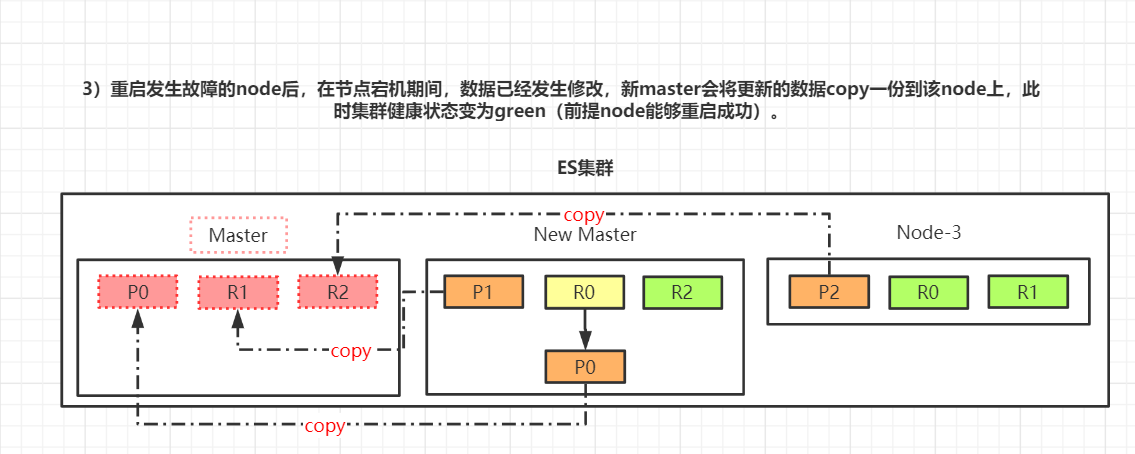 3）重启发生故障的node后，在节点宕机期间，数据已经发生修改，新master会将更新的数据copy一份到该node上，此
时集群健康状态变为green（前提node能够重启成功）。
ES集群
copy
Master
New Master
Node-3
P0
R1
R2
P1
R0
R2
P2
R0
R1
copy
P0
copy